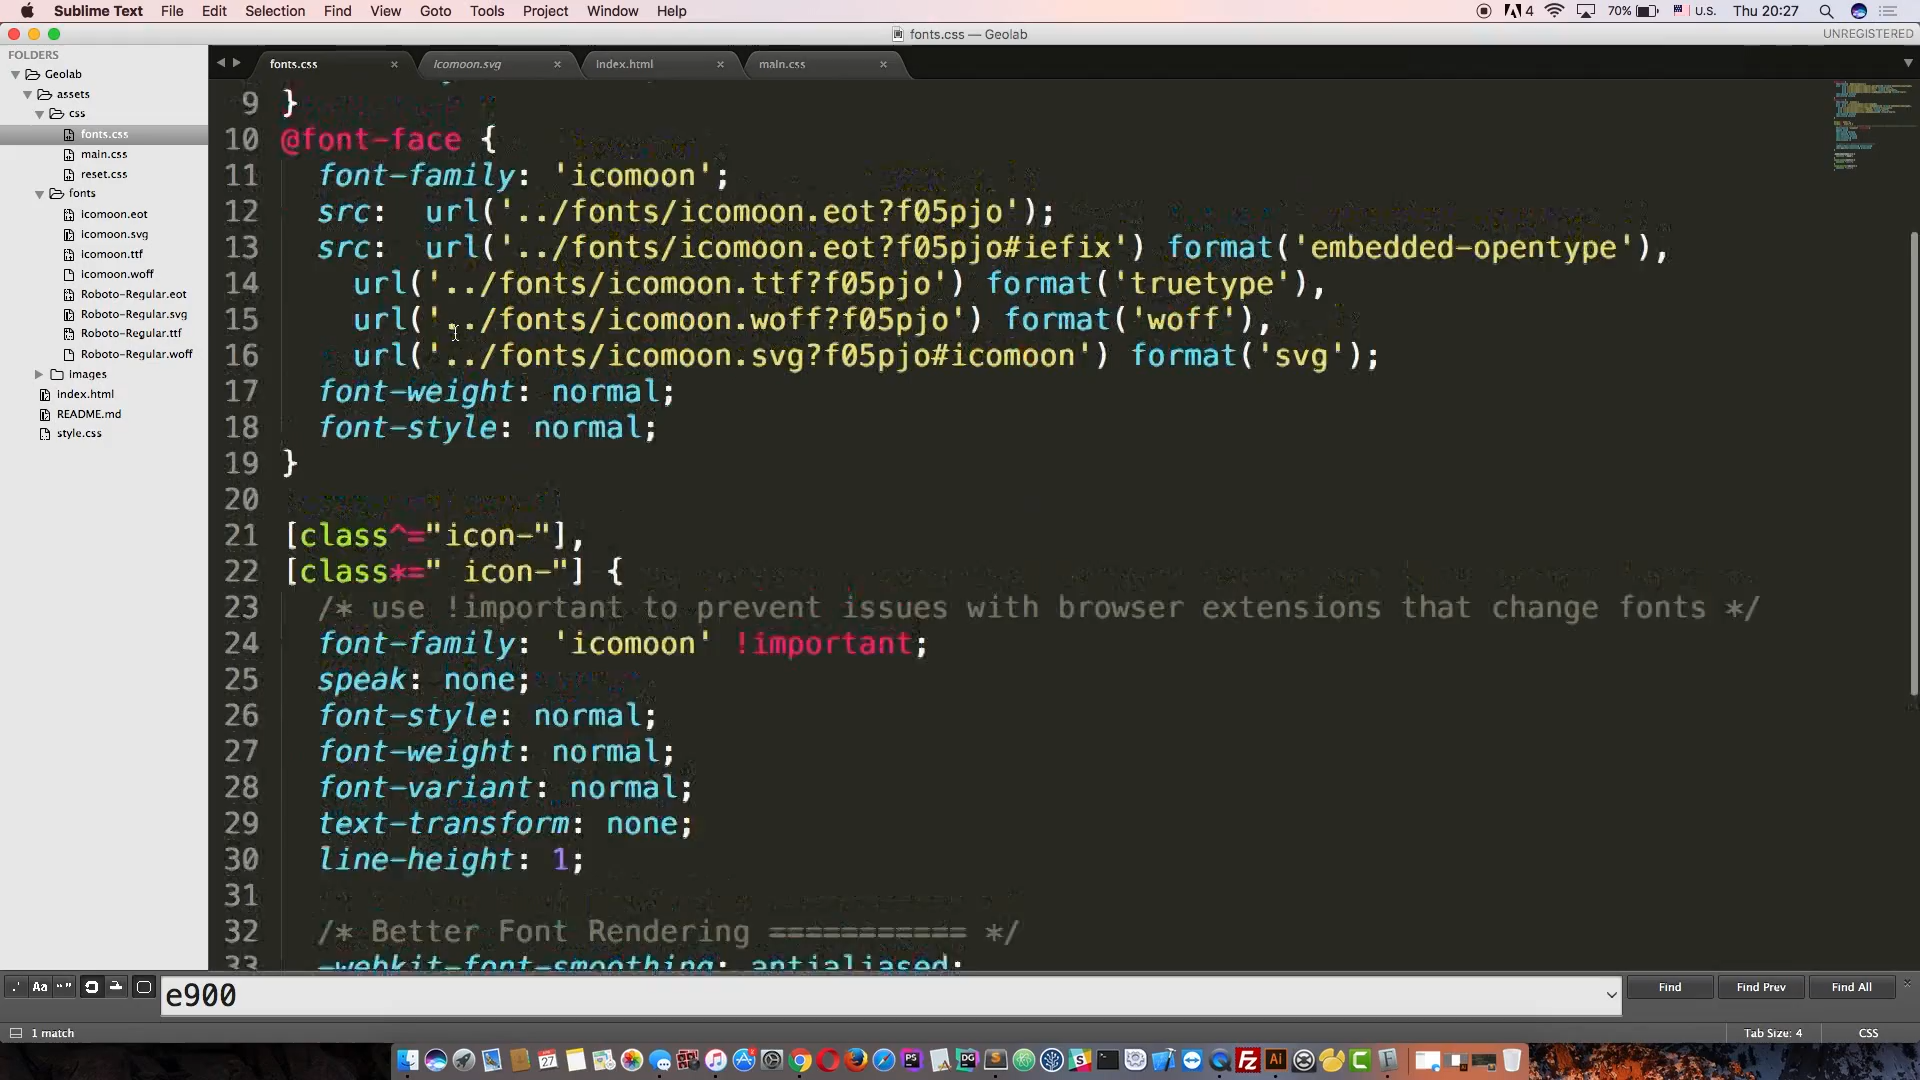 Sublime Text File Edit Selection Find View Goto Tools Project Window Help 4 70% U.S. Thu 20:27
fonts.css — Geolab UNREGISTERED
FOLDERS
Geolab
assets
css
fonts.css
main.css
reset.css
fonts
icomoon.eot
icomoon.svg
icomoon.ttf
icomoon.woff
Roboto-Regular.eot
Roboto-Regular.svg
Roboto-Regular.ttf
Roboto-Regular.woff
images
index.html
README.md
style.css
fonts.css icomoon.svg index.html main.css
9 }
10 @font-face {
11 font-family: 'icomoon';
12 src: url('../fonts/icomoon.eot?f05pjo');
13 src: url('../fonts/icomoon.eot?f05pjo#iefix') format('embedded-opentype'),
14 url('../fonts/icomoon.ttf?f05pjo') format('truetype'),
15 url('../fonts/icomoon.woff?f05pjo') format('woff'),
16 url('../fonts/icomoon.svg?f05pjo#icomoon') format('svg');
17 font-weight: normal;
18 font-style: normal;
19 }
20
21 [class^="icon-"],
22 [class*=" icon-"] {
23 /* use !important to prevent issues with browser extensions that change fonts */
24 font-family: 'icomoon' !important;
25 speak: none;
26 font-style: normal;
27 font-weight: normal;
28 font-variant: normal;
29 text-transform: none;
30 line-height: 1;
31
32 /* Better Font Rendering =========== */
33 -webkit-font-smoothing: antialiased;
.* Aa "" e900 Find Find Prev Find All
1 match Tab Size: 4 CSS